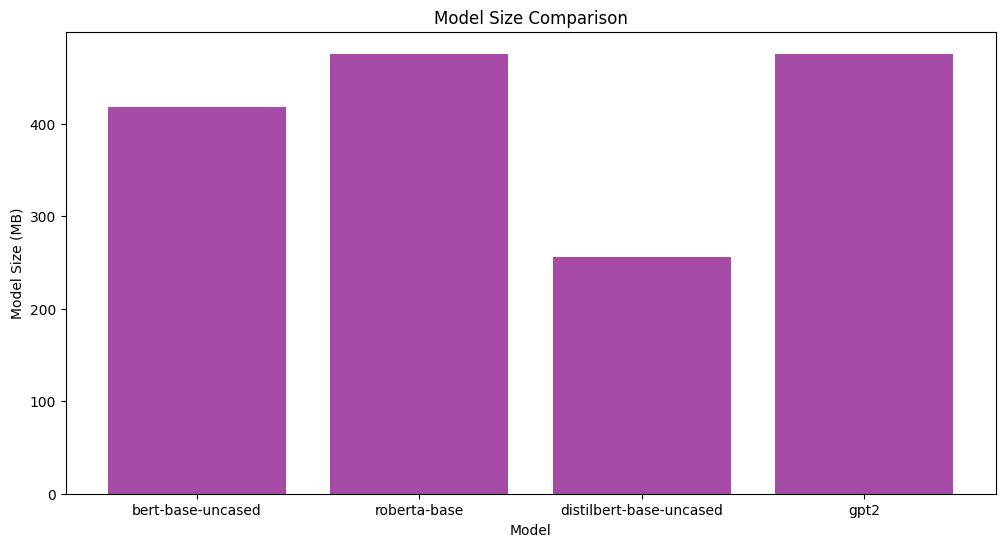 Model Size Comparison
Model Size (MB)
400
300
200
100
0
bert-base-uncased
roberta-base
distilbert-base-uncased
gpt2
Model